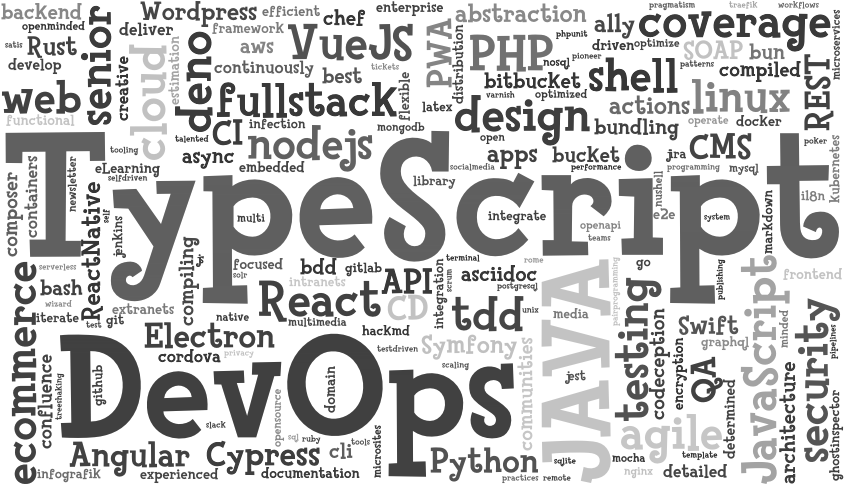 backend
openminded
satis
Rust
develop
senior
deliver
creative
Wordpress
efficient
framework
aws
continuously
chef
enterprise
VueJS
tickets
best
flexible
PWA
distribution
abstraction
PHP
phpunit
nosql
pioneer
bitbucket
varnish
optimized
ally
driven
optimize
pragmatism
traefik
workflows
coverage
SOAP
bun
patterns
compiled
microservices
REST
web
functional
cloud
estimation
deno
fullstack
latex
design
shell
actions
linux
operate
docker
CI
infection
talented
async
nodejs
mongodb
embedded
open
bundling
apps
bucket
performance
jira
CMS
programming
mysql
poker
kubernetes
tooling
eLearning
selfdriven
composer
containers
newsletter
ReactNative
self
jenkins
TypeScript
multi
library
socialmedia
integrate
openapi
teams
nushell
e2e
system
markdown
i18n
serverless
bash
wizard
literate
test
git
extranets
compiling
focused
solr
intranets
bdd
gitlab
API
CD
integration
terminal
scrum
asciidoc
postgresql
rome
go
publishing
frontend
React
native
multimedia
hackmd
tdd
unix
media
pairprogramming
testing
codeception
encryption
Swift
graphql
JavaScript
minded
pipelines
security
ecommerce
confluence
treeshaking
github
Electron
cordova
privacy
testdriven
Symfony
scaling
DevOps
slack
opensource
domain
communities
JAVA
jest
QA
determined
architecture
ghostinspector
agile
template
infografik
Angular
experienced
Cypress
sql
ruby
cli
tools
documentation
microsites
Python
practices
remote
sqlite
mocha
nginx
detailed